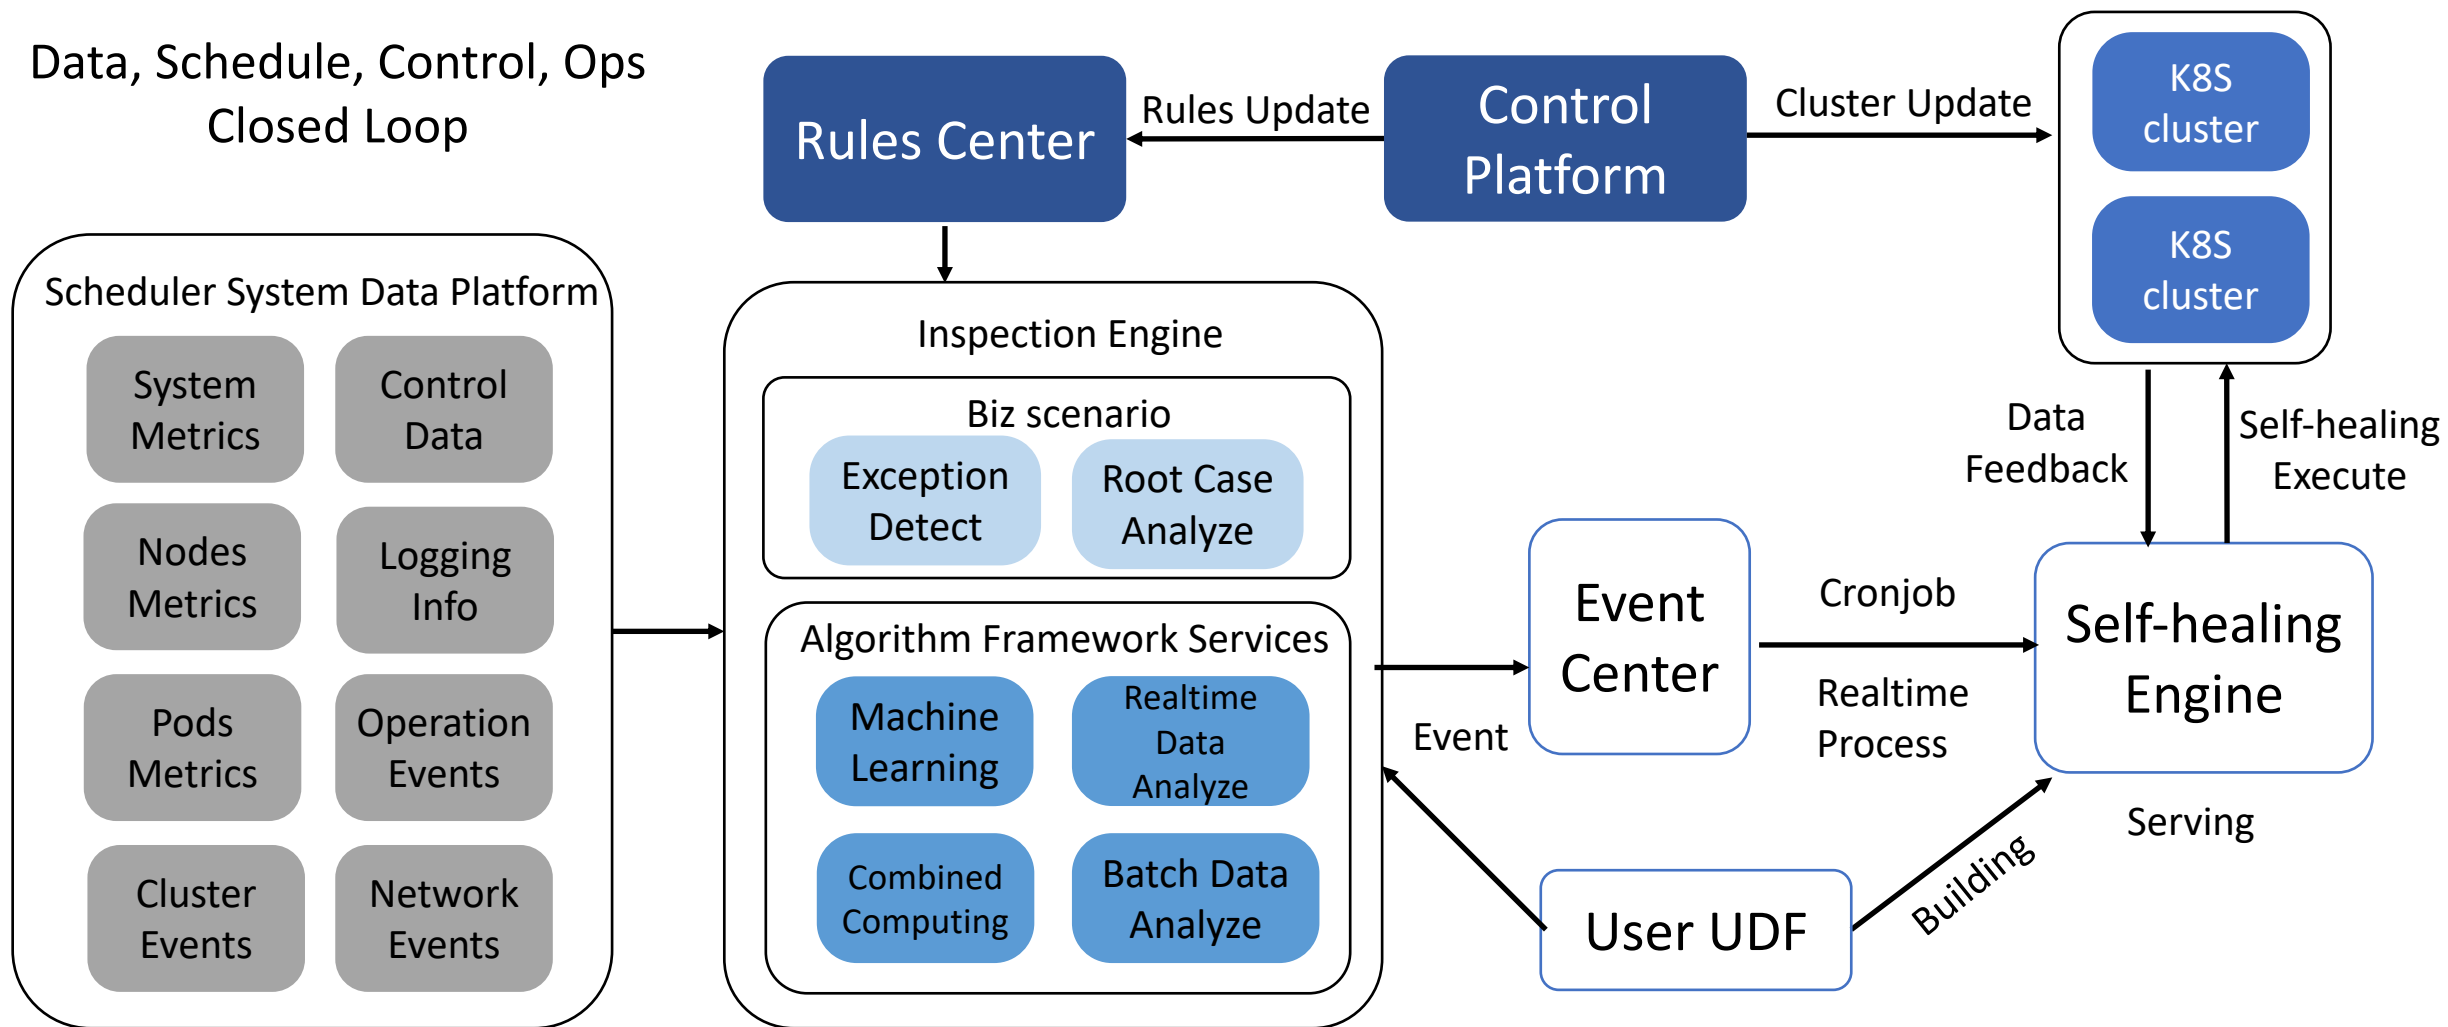 Data, Schedule, Control, Ops
Closed Loop
Rules Center
Rules Update
Control
Platform
Cluster Update
K8S
cluster
K8S
cluster
Scheduler System Data Platform
System
Metrics
Control
Data
Nodes
Metrics
Logging
Info
Pods
Metrics
Operation
Events
Cluster
Events
Network
Events
Inspection Engine
Biz scenario
Exception
Detect
Root Case
Analyze
Algorithm Framework Services
Machine
Learning
Realtime
Data
Analyze
Combined
Computing
Batch Data
Analyze
Event
Event
Center
Cronjob
Realtime
Process
Data
Feedback
Self-healing
Execute
Self-healing
Engine
Serving
Building
User UDF